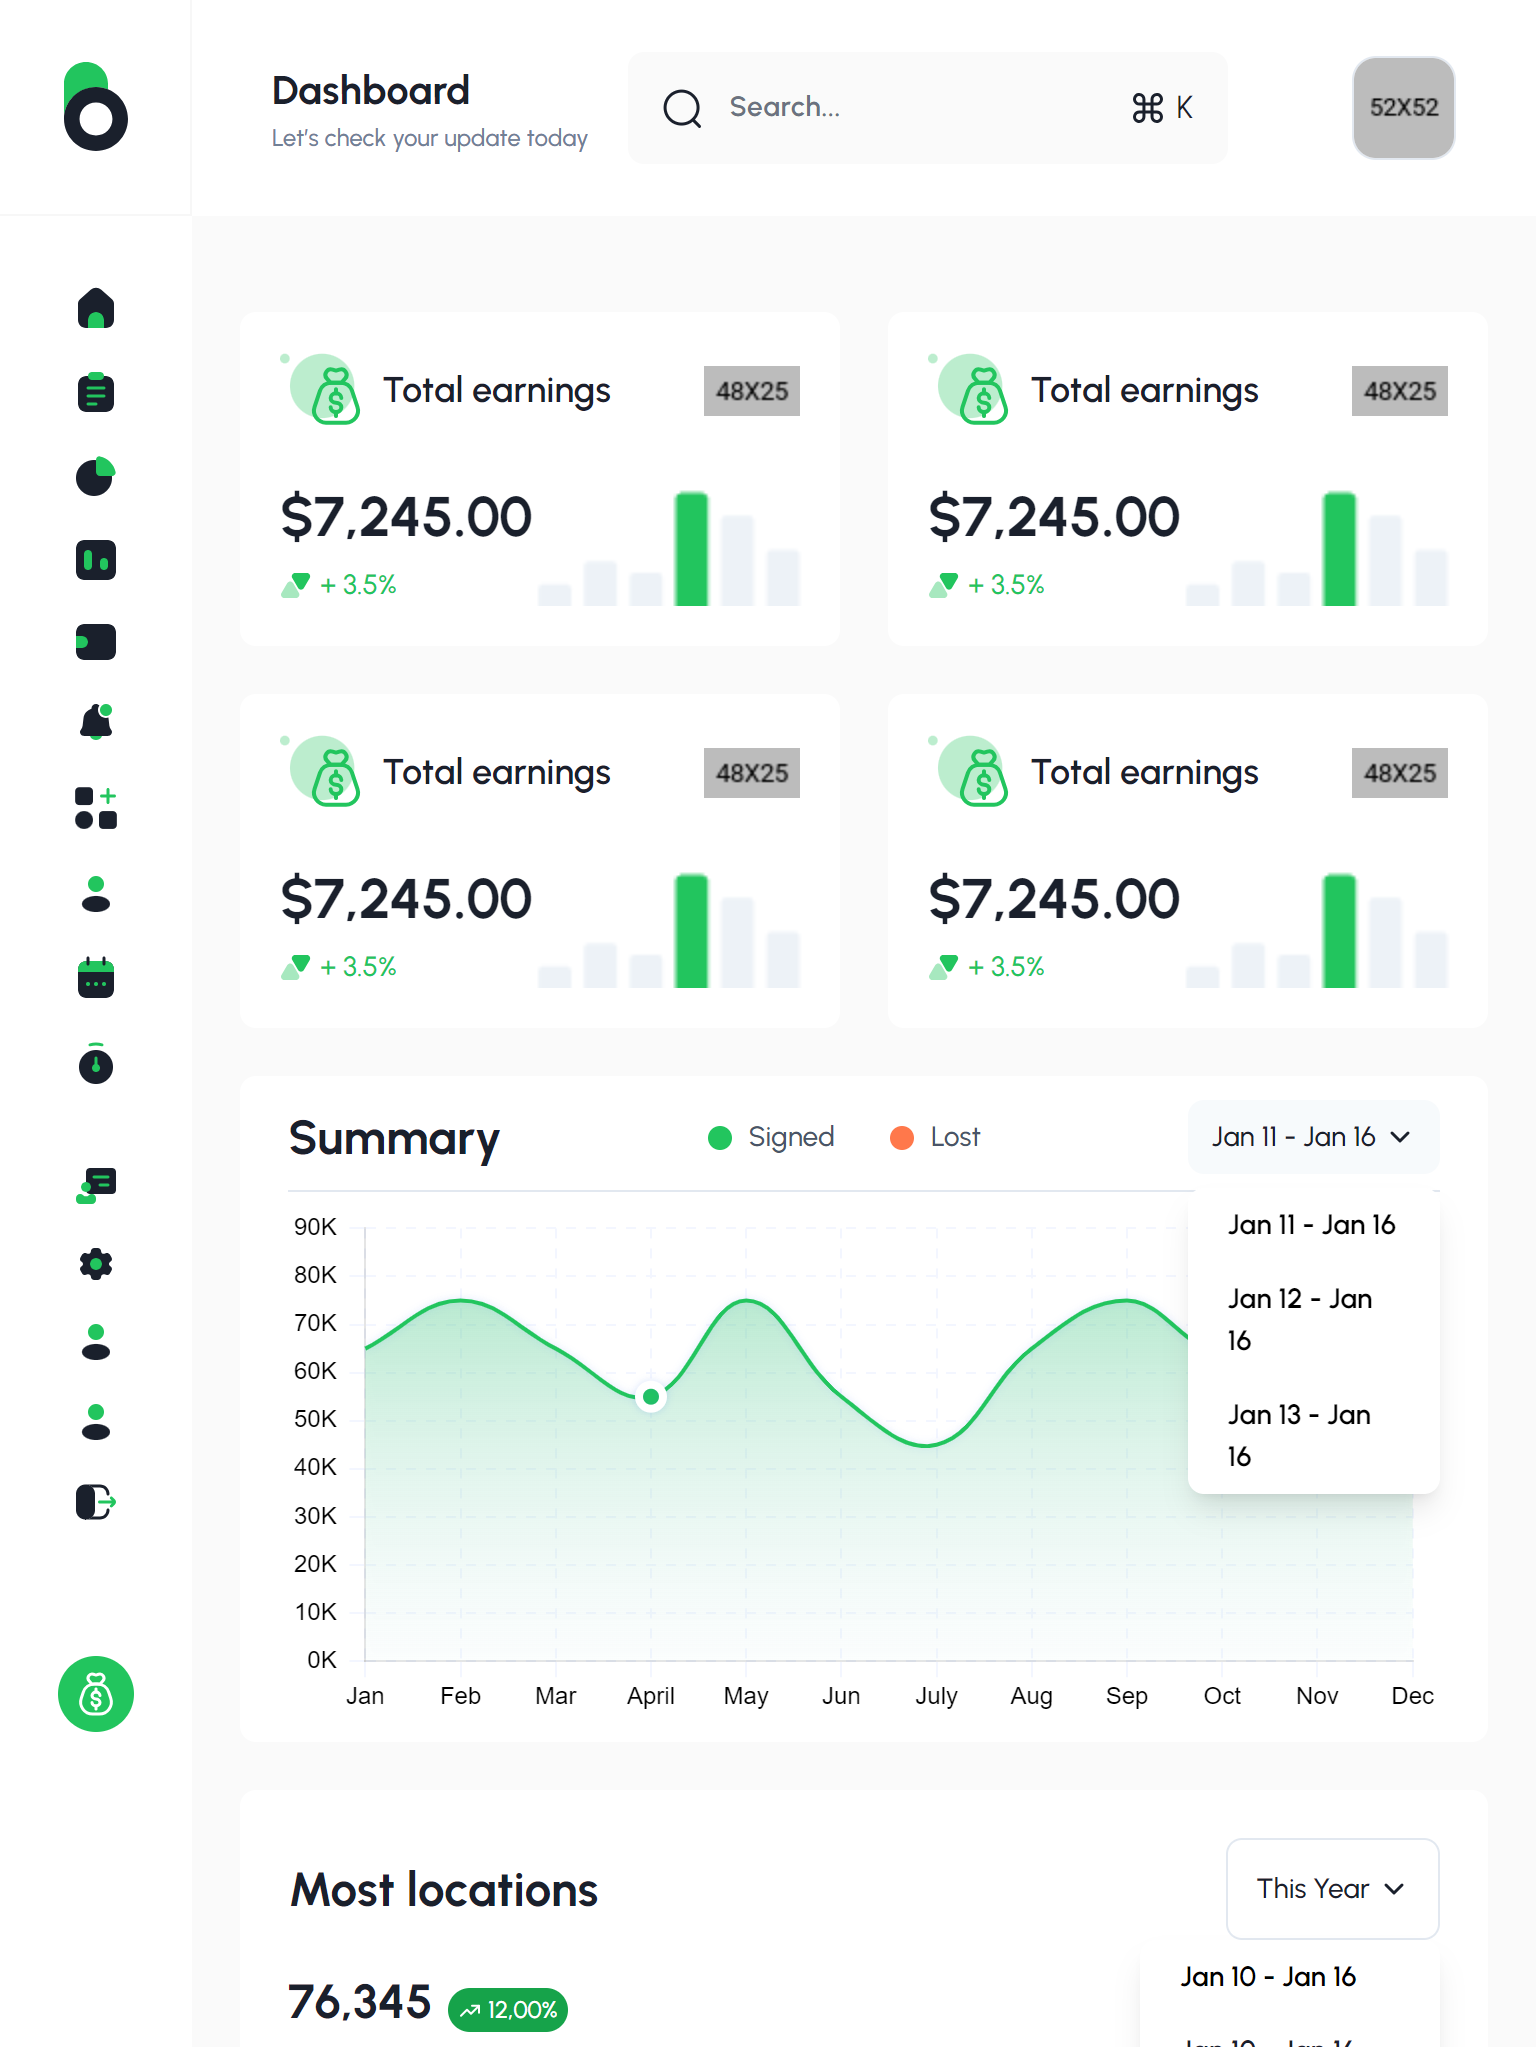 Dashboard
Let's check your update today
Search...
⌘ K
52X52
Total earnings
48X25
$7,245.00
+ 3.5%
Total earnings
48X25
$7,245.00
+ 3.5%
Total earnings
48X25
$7,245.00
+ 3.5%
Total earnings
48X25
$7,245.00
+ 3.5%
Summary
Signed
Lost
Jan 11 - Jan 16
Jan 11 - Jan 16
Jan 12 - Jan
16
Jan 13 - Jan
16
90K
80K
70K
60K
50K
40K
30K
20K
10K
0K
Jan
Feb
Mar
April
May
Jun
July
Aug
Sep
Oct
Nov
Dec
Most locations
This Year
76,345
12,00%
Jan 10 - Jan 16